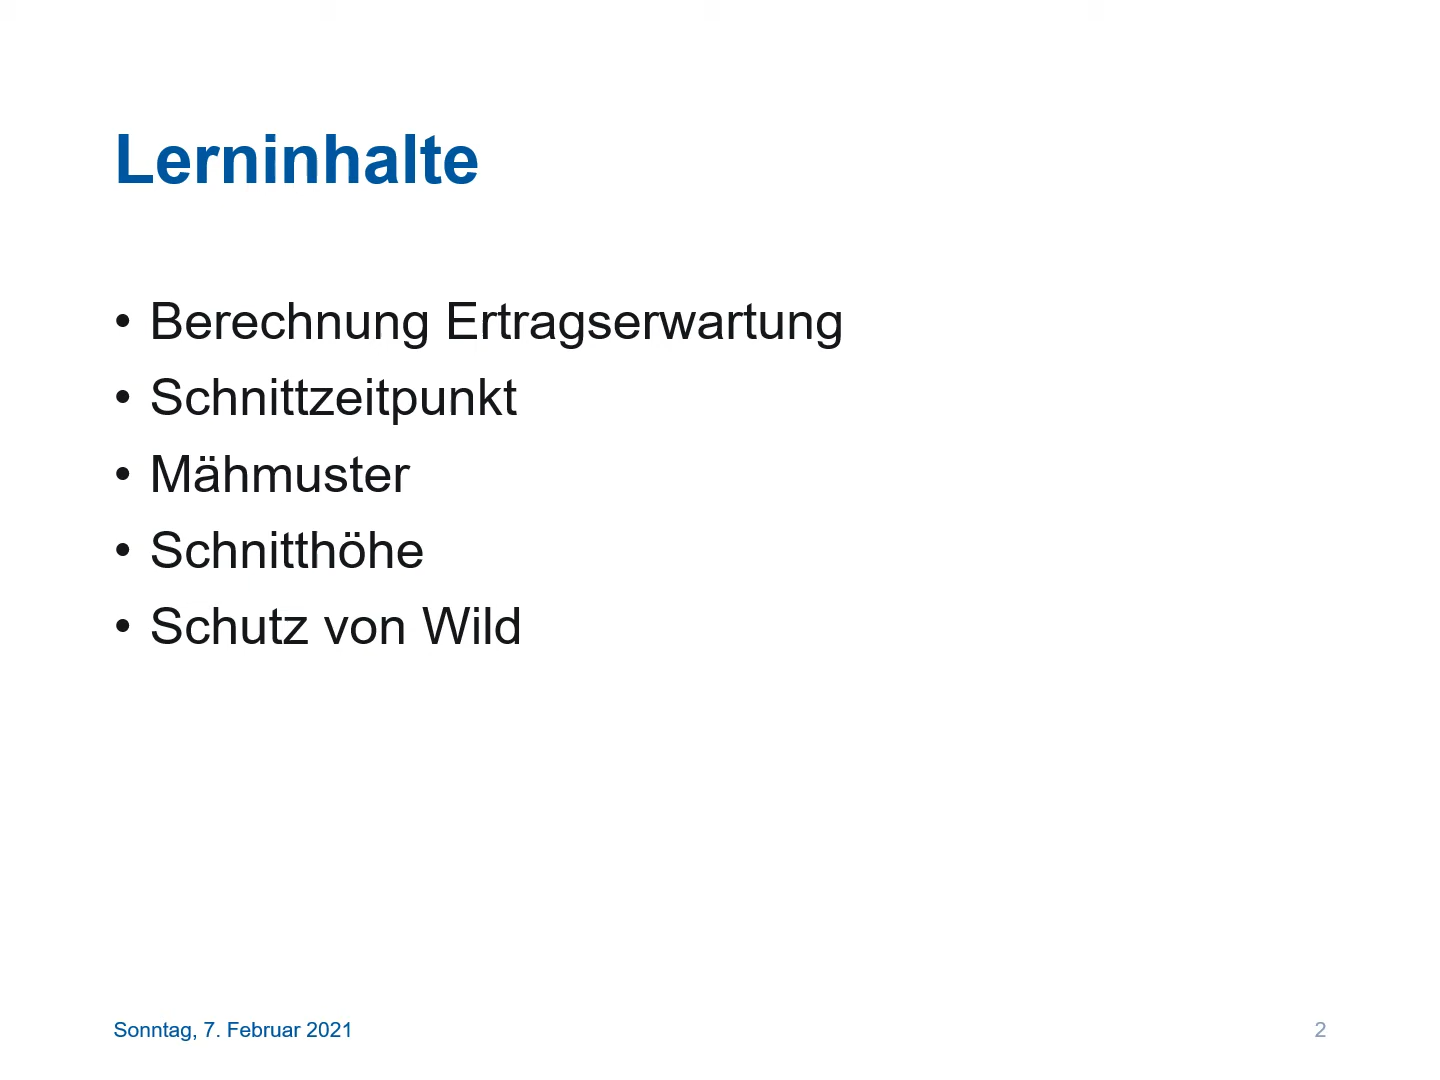 Lerninhalte
• Berechnung Ertragserwartung
• Schnittzeitpunkt
• Mähmuster
• Schnitthöhe
• Schutz von Wild
Sonntag, 7. Februar 2021
2